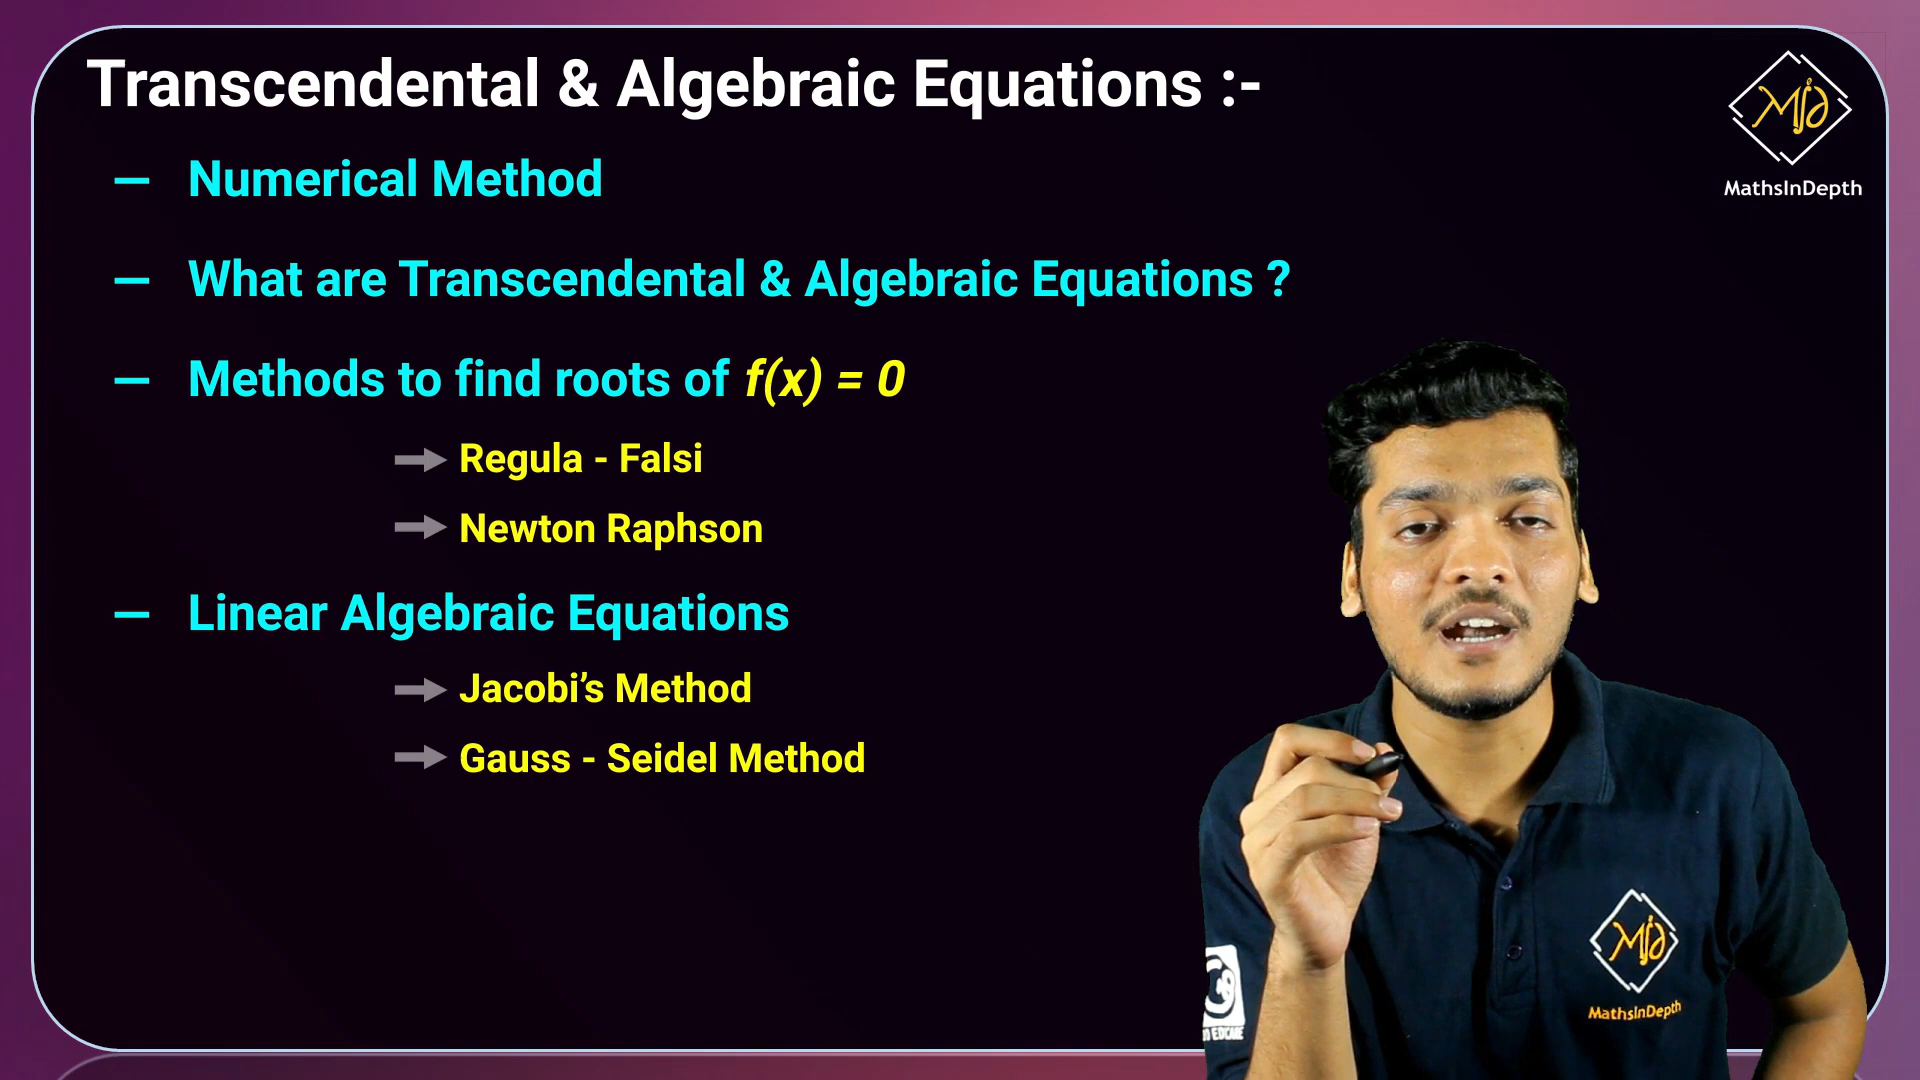 Transcendental & Algebraic Equations :-
MathsInDepth
— Numerical Method
— What are Transcendental & Algebraic Equations ?
— Methods to find roots of f(x) = 0
Regula - Falsi
Newton Raphson
— Linear Algebraic Equations
Jacobi’s Method
Gauss - Seidel Method
MathsInDepth